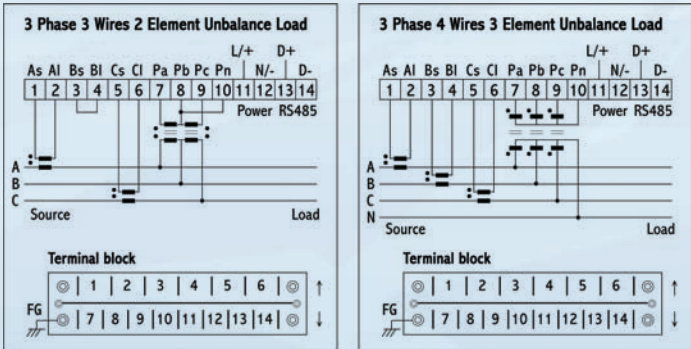 3 Phase 3 Wires 2 Element Unbalance Load
L/+ D+
As Al Bs Bl Cs Cl Pa Pb Pc Pn N/- D-
1 2 3 4 5 6 7 8 9 10 11 12 13 14
Power RS485
A
B
C
Source Load
Terminal block
1 2 3 4 5 6
FG
7 8 9 10 11 12 13 14
3 Phase 4 Wires 3 Element Unbalance Load
L/+ D+
As Al Bs Bl Cs Cl Pa Pb Pc Pn N/- D-
1 2 3 4 5 6 7 8 9 10 11 12 13 14
Power RS485
A
B
C
N
Source Load
Terminal block
1 2 3 4 5 6
FG
7 8 9 10 11 12 13 14